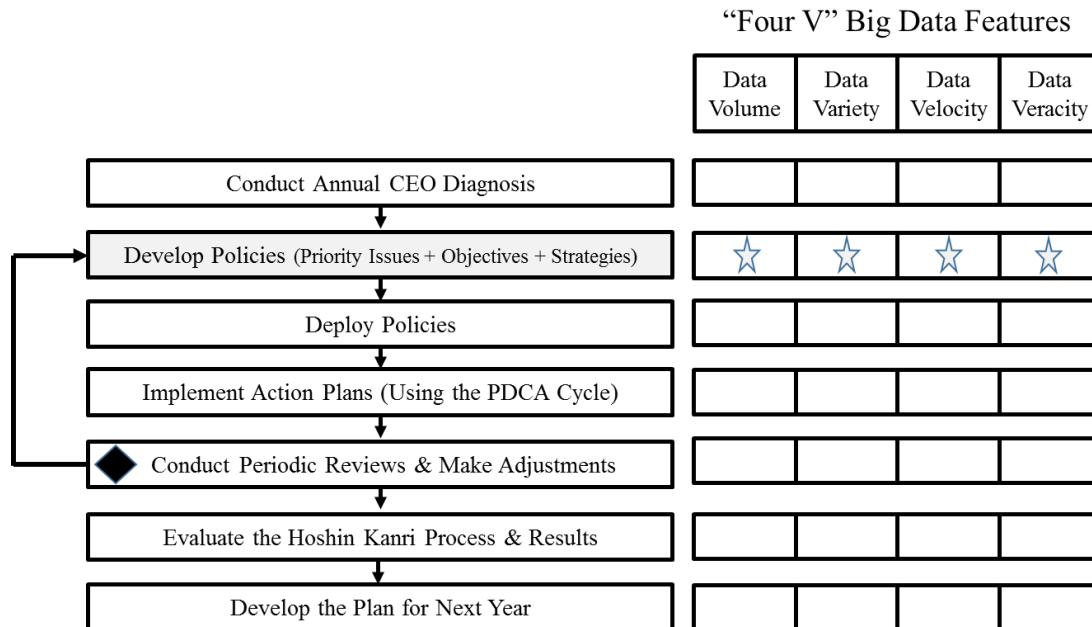 “Four V” Big Data Features
Data Volume
Data Variety
Data Velocity
Data Veracity
Conduct Annual CEO Diagnosis
Develop Policies (Priority Issues + Objectives + Strategies)
Deploy Policies
Implement Action Plans (Using the PDCA Cycle)
Conduct Periodic Reviews & Make Adjustments
Evaluate the Hoshin Kanri Process & Results
Develop the Plan for Next Year